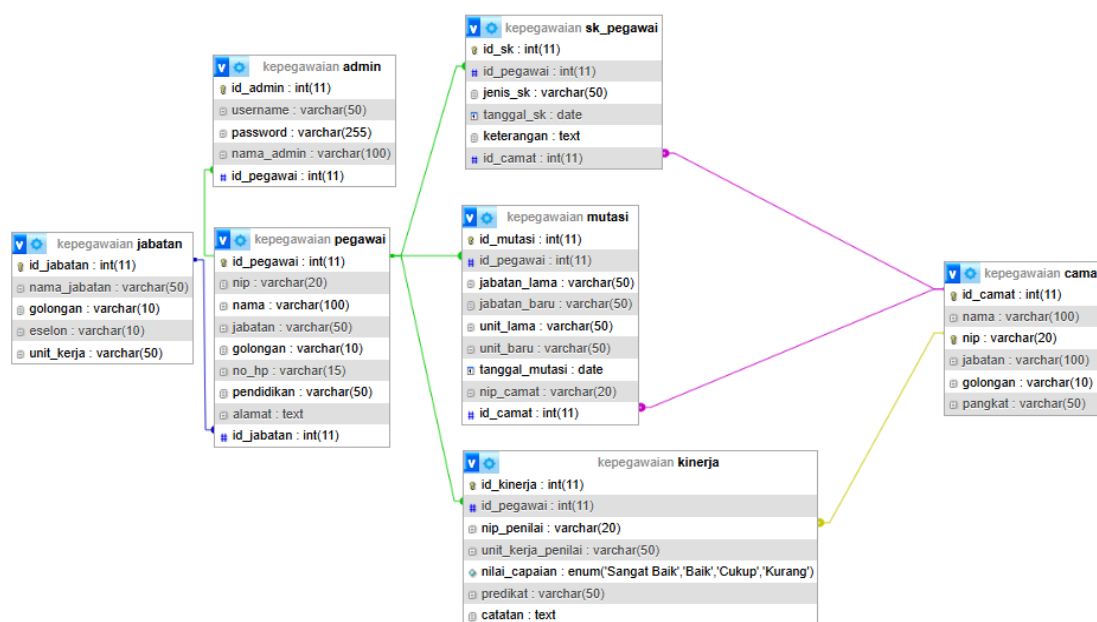 kepegawaian sk_pegawai
id_sk : int(11)
id_pegawai : int(11)
jenis_sk : varchar(50)
tanggal_sk : date
keterangan : text
id_camat : int(11)
kepegawaian admin
id_admin : int(11)
username : varchar(50)
password : varchar(255)
nama_admin : varchar(100)
id_pegawai : int(11)
kepegawaian jabatan
id_jabatan : int(11)
nama_jabatan : varchar(50)
golongan : varchar(10)
eselon : varchar(10)
unit_kerja : varchar(50)
kepegawaian pegawai
id_pegawai : int(11)
nip : varchar(20)
nama : varchar(100)
jabatan : varchar(50)
golongan : varchar(10)
no_hp : varchar(15)
pendidikan : varchar(50)
alamat : text
id_jabatan : int(11)
kepegawaian mutasi
id_mutasi : int(11)
id_pegawai : int(11)
jabatan_lama : varchar(50)
jabatan_baru : varchar(50)
unit_lama : varchar(50)
unit_baru : varchar(50)
tanggal_mutasi : date
nip_camat : varchar(20)
id_camat : int(11)
kepegawaian cama
id_camat : int(11)
nama : varchar(100)
nip : varchar(20)
jabatan : varchar(100)
golongan : varchar(10)
pangkat : varchar(50)
kepegawaian kinerja
id_kinerja : int(11)
id_pegawai : int(11)
nip_penilai : varchar(20)
unit_kerja_penilai : varchar(50)
nilai_capaian : enum('Sangat Baik','Baik','Cukup','Kurang')
predikat : varchar(50)
catatan : text